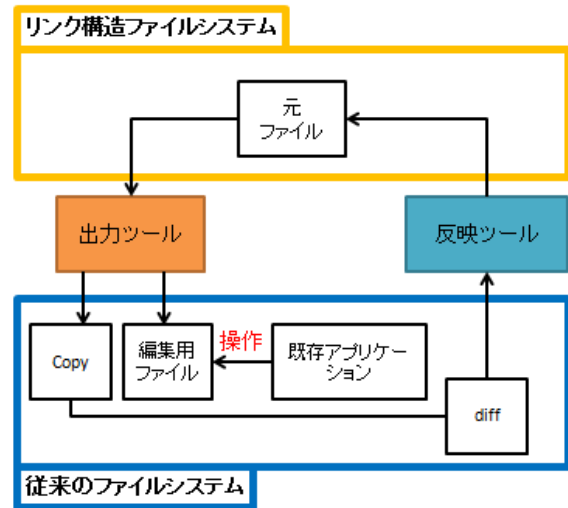 リンク構造ファイルシステム
元
ファイル
出力ツール
反映ツール
Copy
編集用
ファイル
操作
既存アプリケー
ション
diff
従来のファイルシステム